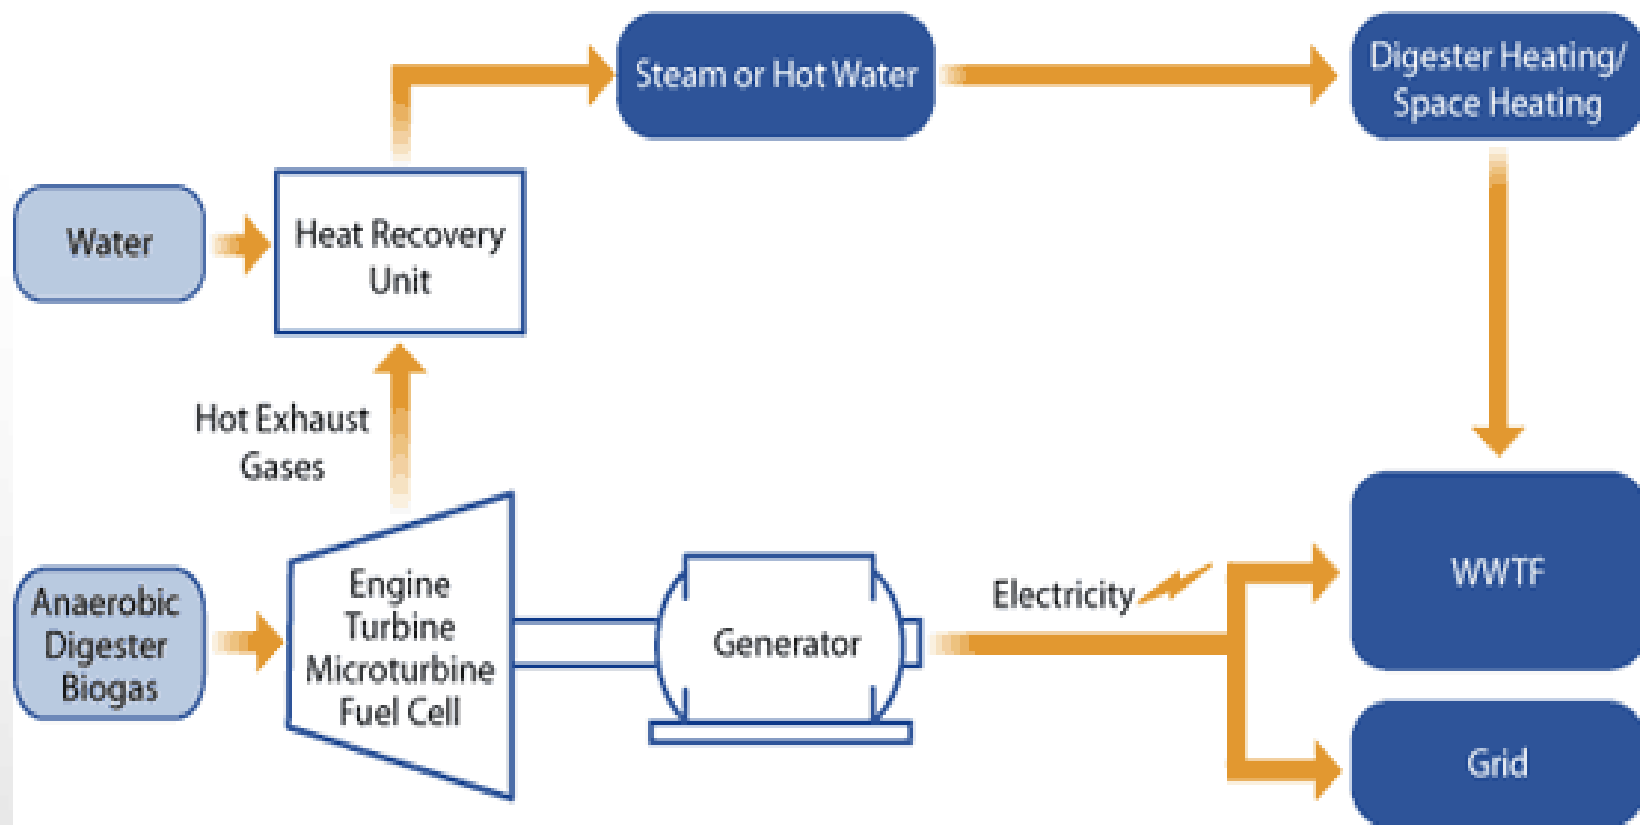 Steam or Hot Water
Digester Heating/
Space Heating
Water
Heat Recovery
Unit
Hot Exhaust
Gases
Anaerobic
Digester
Biogas
Engine
Turbine
Microturbine
Fuel Cell
Generator
Electricity
WWTF
Grid